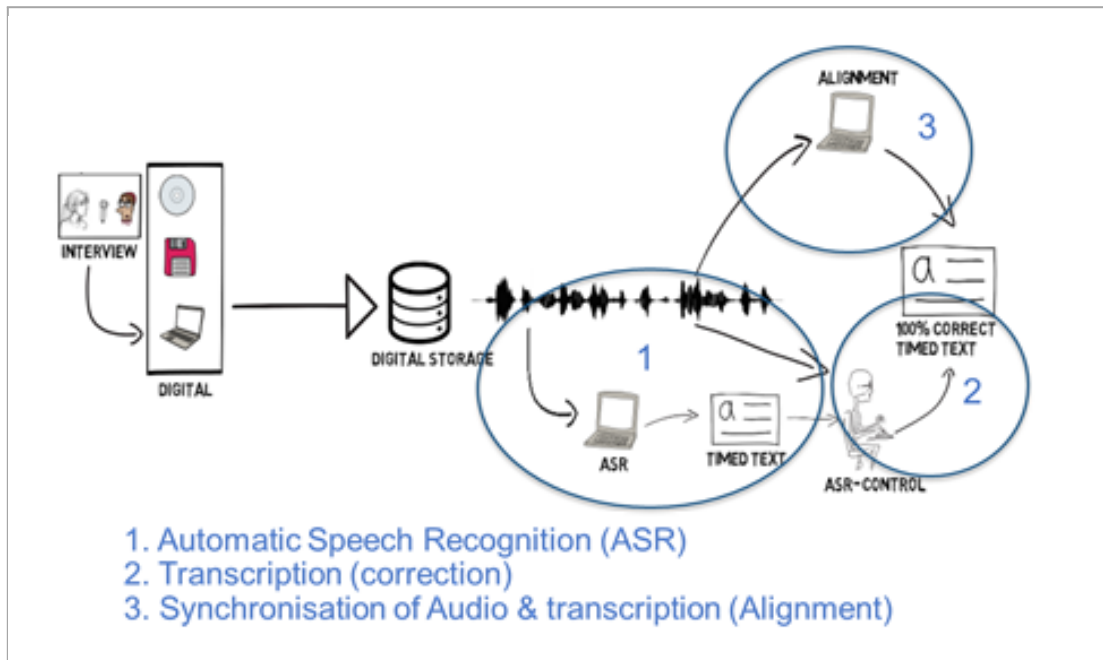 INTERVIEW
DIGITAL
DIGITAL STORAGE
1
ASR
a
TIMED TEXT
ALIGNMENT
3
a
100% CORRECT
TIMED TEXT
2
ASR-CONTROL
1. Automatic Speech Recognition (ASR)
2. Transcription (correction)
3. Synchronisation of Audio & transcription (Alignment)